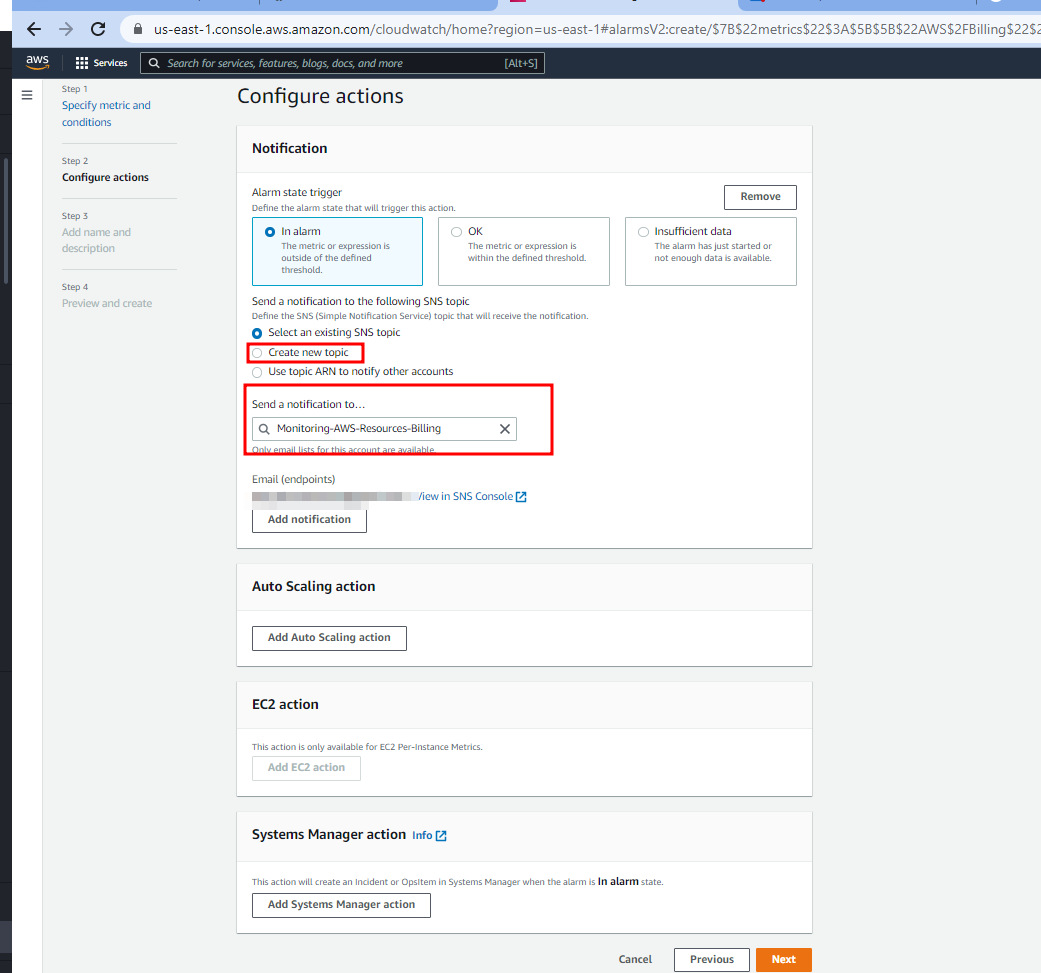 us-east-1.console.aws.amazon.com/cloudwatch/home?region=us-east-1#alarmsV2:create/$7B$22metrics$22$3A$5B$5B$22AWS$2FBilling$22$2
aws
Services
Search for services, features, blogs, docs, and more
[Alt+S]
Step 1
Specify metric and
conditions
Step 2
Configure actions
Step 3
Add name and
description
Step 4
Preview and create
Configure actions
Notification
Alarm state trigger
Define the alarm state that will trigger this action.
Remove
In alarm
The metric or expression is
outside of the defined
threshold.
OK
The metric or expression is
within the defined threshold.
Insufficient data
The alarm has just started or
not enough data is available.
Send a notification to the following SNS topic
Define the SNS (Simple Notification Service) topic that will receive the notification.
Select an existing SNS topic
Create new topic
Use topic ARN to notify other accounts
Send a notification to…
Monitoring-AWS-Resources-Billing
Only email lists for this account are available.
Email (endpoints)
in SNS Console
Add notification
Auto Scaling action
Add Auto Scaling action
EC2 action
This action is only available for EC2 Per-Instance Metrics.
Add EC2 action
Systems Manager action Info
This action will create an Incident or OpsItem in Systems Manager when the alarm is In alarm state.
Add Systems Manager action
Cancel
Previous
Next